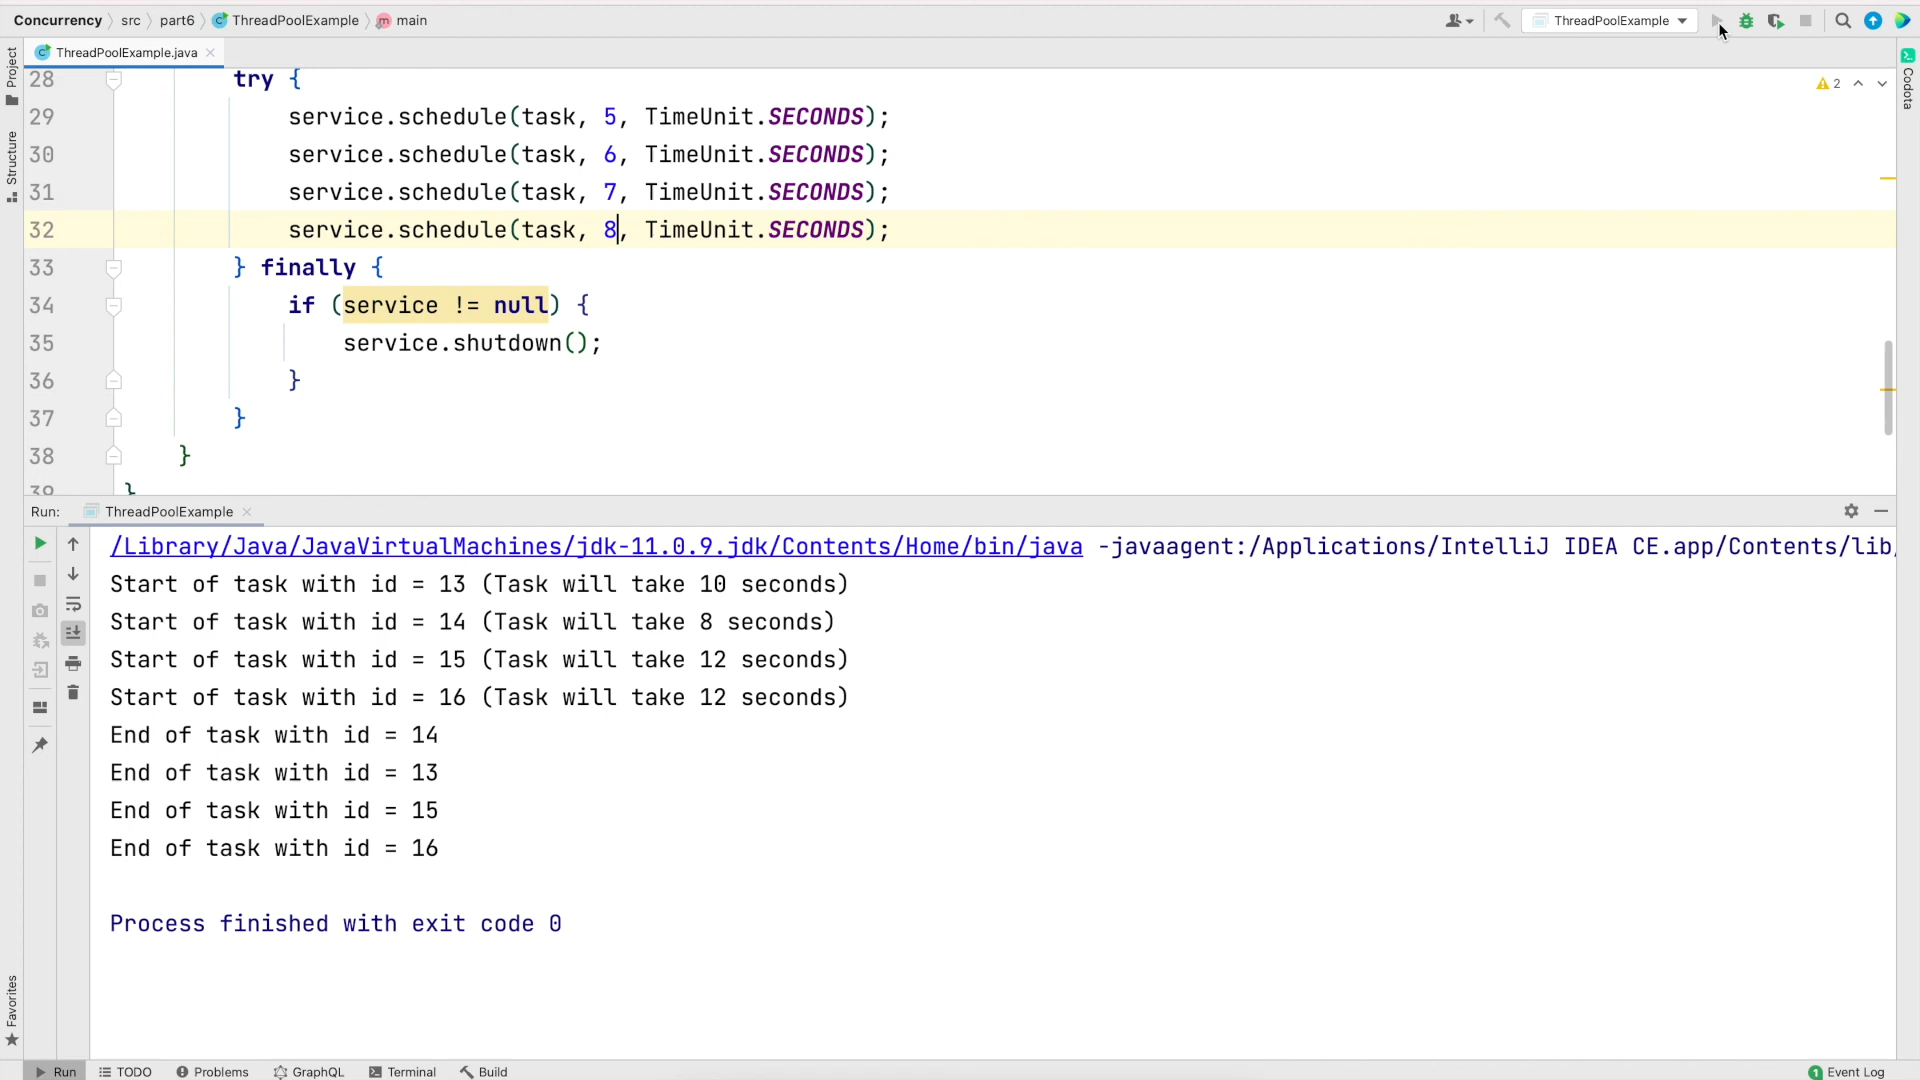 Concurrency src part6 ThreadPoolExample main
ThreadPoolExample
ThreadPoolExample.java
Project
Structure
Favorites
Codota
2
28 try {
29 service.schedule(task, 5, TimeUnit.SECONDS);
30 service.schedule(task, 6, TimeUnit.SECONDS);
31 service.schedule(task, 7, TimeUnit.SECONDS);
32 service.schedule(task, 8, TimeUnit.SECONDS);
33 } finally {
34 if (service != null) {
35 service.shutdown();
36 }
37 }
38 }
39 }
Run: ThreadPoolExample
/Library/Java/JavaVirtualMachines/jdk-11.0.9.jdk/Contents/Home/bin/java -javaagent:/Applications/IntelliJ IDEA CE.app/Contents/lib/
Start of task with id = 13 (Task will take 10 seconds)
Start of task with id = 14 (Task will take 8 seconds)
Start of task with id = 15 (Task will take 12 seconds)
Start of task with id = 16 (Task will take 12 seconds)
End of task with id = 14
End of task with id = 13
End of task with id = 15
End of task with id = 16
Process finished with exit code 0
Run TODO Problems GraphQL Terminal Build 1 Event Log